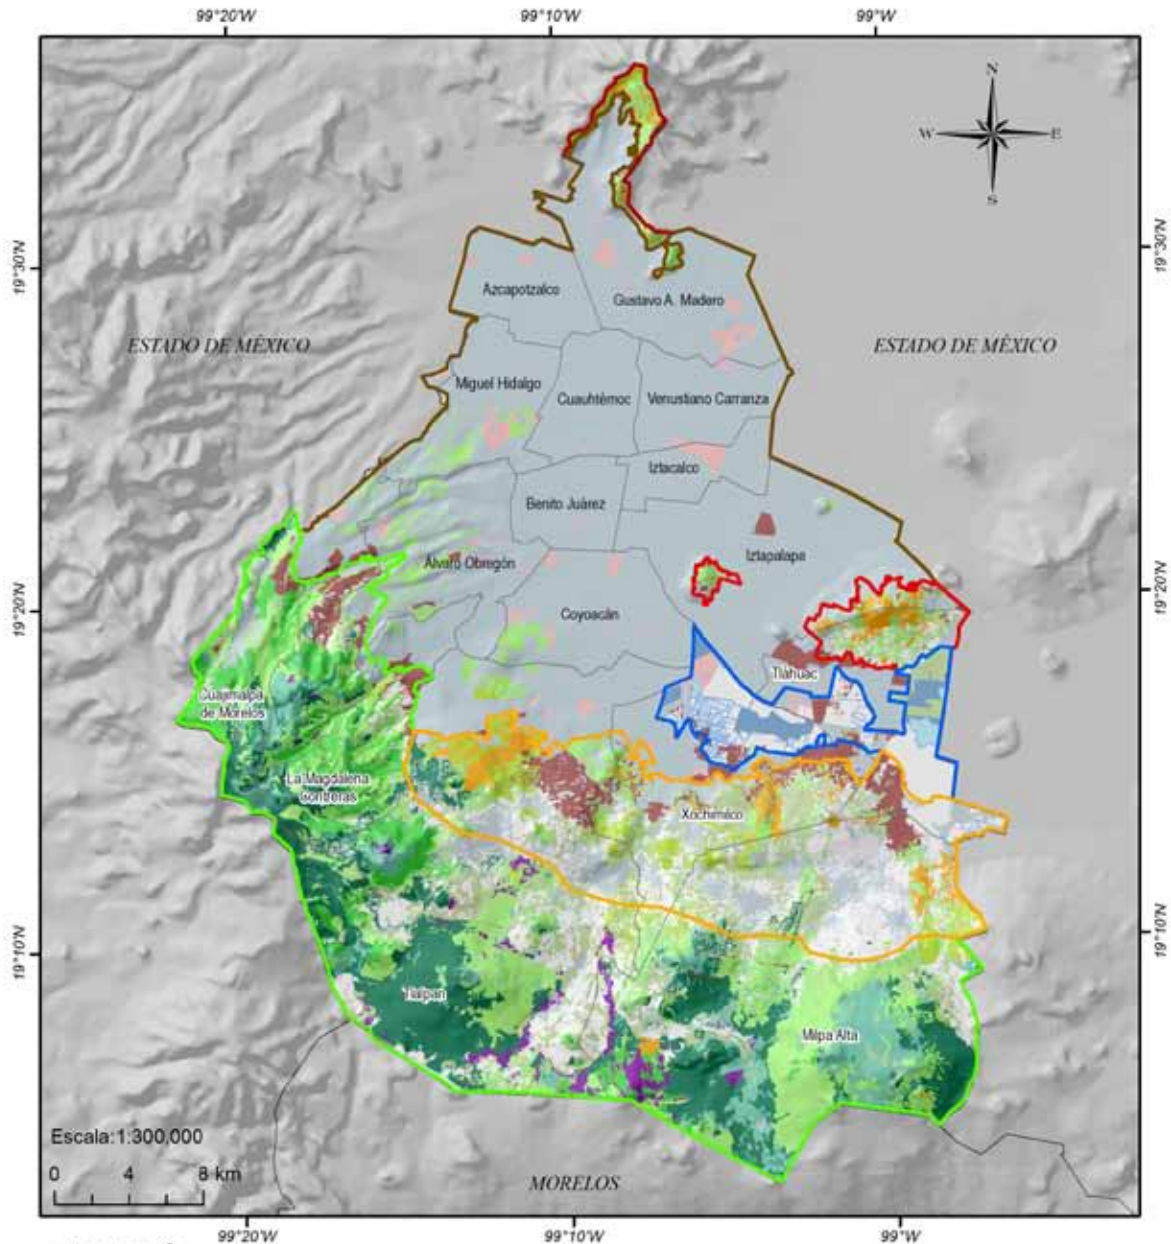 99°20'W
99°10'W
99°W
N
W
E
S
19°30'N
19°30'N
Azcapotzalco
Gustavo A. Madero
ESTADO DE MÉXICO
ESTADO DE MÉXICO
Miguel Hidalgo
Cuauhtémoc
Venustiano Carranza
Iztacalco
Benito Juárez
Iztapalapa
Álvaro Obregón
19°20'N
19°20'N
Coyoacán
Tláhuac
Cuajimalpa
de Morelos
La Magdalena
Contreras
Xochimilco
19°10'N
19°10'N
Tlalpan
Milpa Alta
Escala:1:300,000
0 4 8 km
MORELOS
99°20'W
99°10'W
99°W